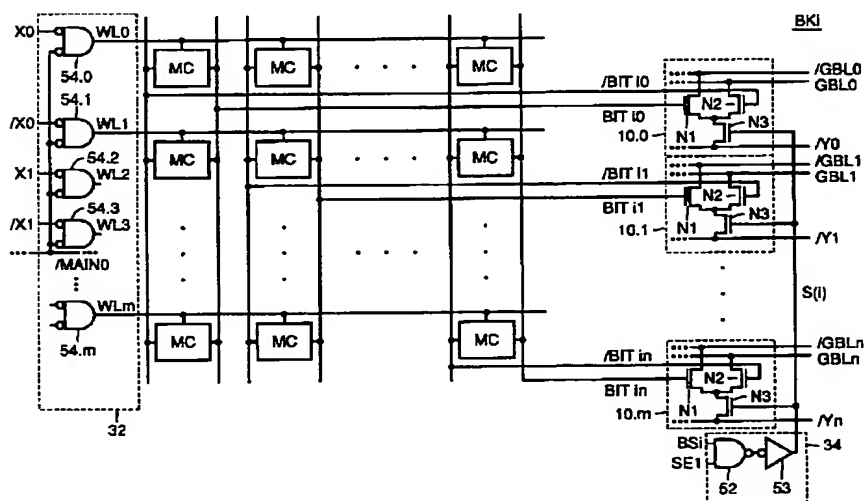 BKi
X0
WL0
54.0
MC MC MC
/GBL0
GBL0
/BIT i0
N2
54.1
BIT i0
N3
/X0
WL1
N1
10.0
/Y0
54.2
/GBL1
X1
WL2
MC MC MC
GBL1
/BIT i1
54.3
N2
N3
/X1
WL3
BIT i1
N1
10.1
/Y1
/MAIN0
S(i)
WLm
54.m
MC MC MC
/GBLn
GBLn
/BIT in
N2
BIT in
N3
32
10.m
N1
/Yn
BSi
34
SE1
52
53